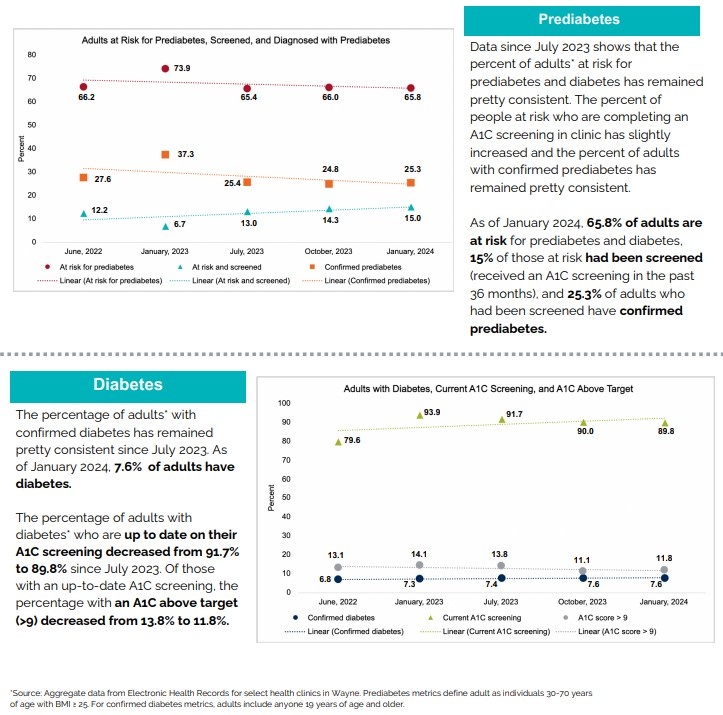 Prediabetes
Adults at Risk for Prediabetes, Screened, and Diagnosed with Prediabetes
80
70
60
50
40
30
20
10
0
Percent
66.2
73.9
65.4
66.0
65.8
27.6
37.3
25.4
24.8
25.3
12.2
6.7
13.0
14.3
15.0
June, 2022
January, 2023
July, 2023
October, 2023
January, 2024
At risk for prediabetes
At risk and screened
Confirmed prediabetes
Linear (At risk for prediabetes)
Linear (At risk and screened)
Linear (Confirmed prediabetes)
Data since July 2023 shows that the
percent of adults* at risk for
prediabetes and diabetes has remained
pretty consistent. The percent of
people at risk who are completing an
A1C screening in clinic has slightly
increased and the percent of adults
with confirmed prediabetes has
remained pretty consistent.
As of January 2024, 65.8% of adults are
at risk for prediabetes and diabetes,
15% of those at risk had been screened
(received an A1C screening in the past
36 months), and 25.3% of adults who
had been screened have confirmed
prediabetes.
Diabetes
The percentage of adults* with
confirmed diabetes has remained
pretty consistent since July 2023. As
of January 2024, 7.6% of adults have
diabetes.
The percentage of adults with
diabetes* who are up to date on their
A1C screening decreased from 91.7%
to 89.8% since July 2023. Of those
with an up-to-date A1C screening, the
percentage with an A1C above target
(>9) decreased from 13.8% to 11.8%.
Adults with Diabetes, Current A1C Screening, and A1C Above Target
100
90
80
70
60
50
40
30
20
10
0
Percent
79.6
93.9
91.7
90.0
89.8
13.1
14.1
13.8
11.1
11.8
6.8
7.3
7.4
7.6
7.6
June, 2022
January, 2023
July, 2023
October, 2023
January, 2024
Confirmed diabetes
Current A1C screening
A1C score > 9
Linear (Confirmed diabetes)
Linear (Current A1C screening)
Linear (A1C score > 9)
*Source: Aggregate data from Electronic Health Records for select health clinics in Wayne. Prediabetes metrics define adult as individuals 30-70 years
of age with BMI ≥ 25. For confirmed diabetes metrics, adults include anyone 19 years of age and older.